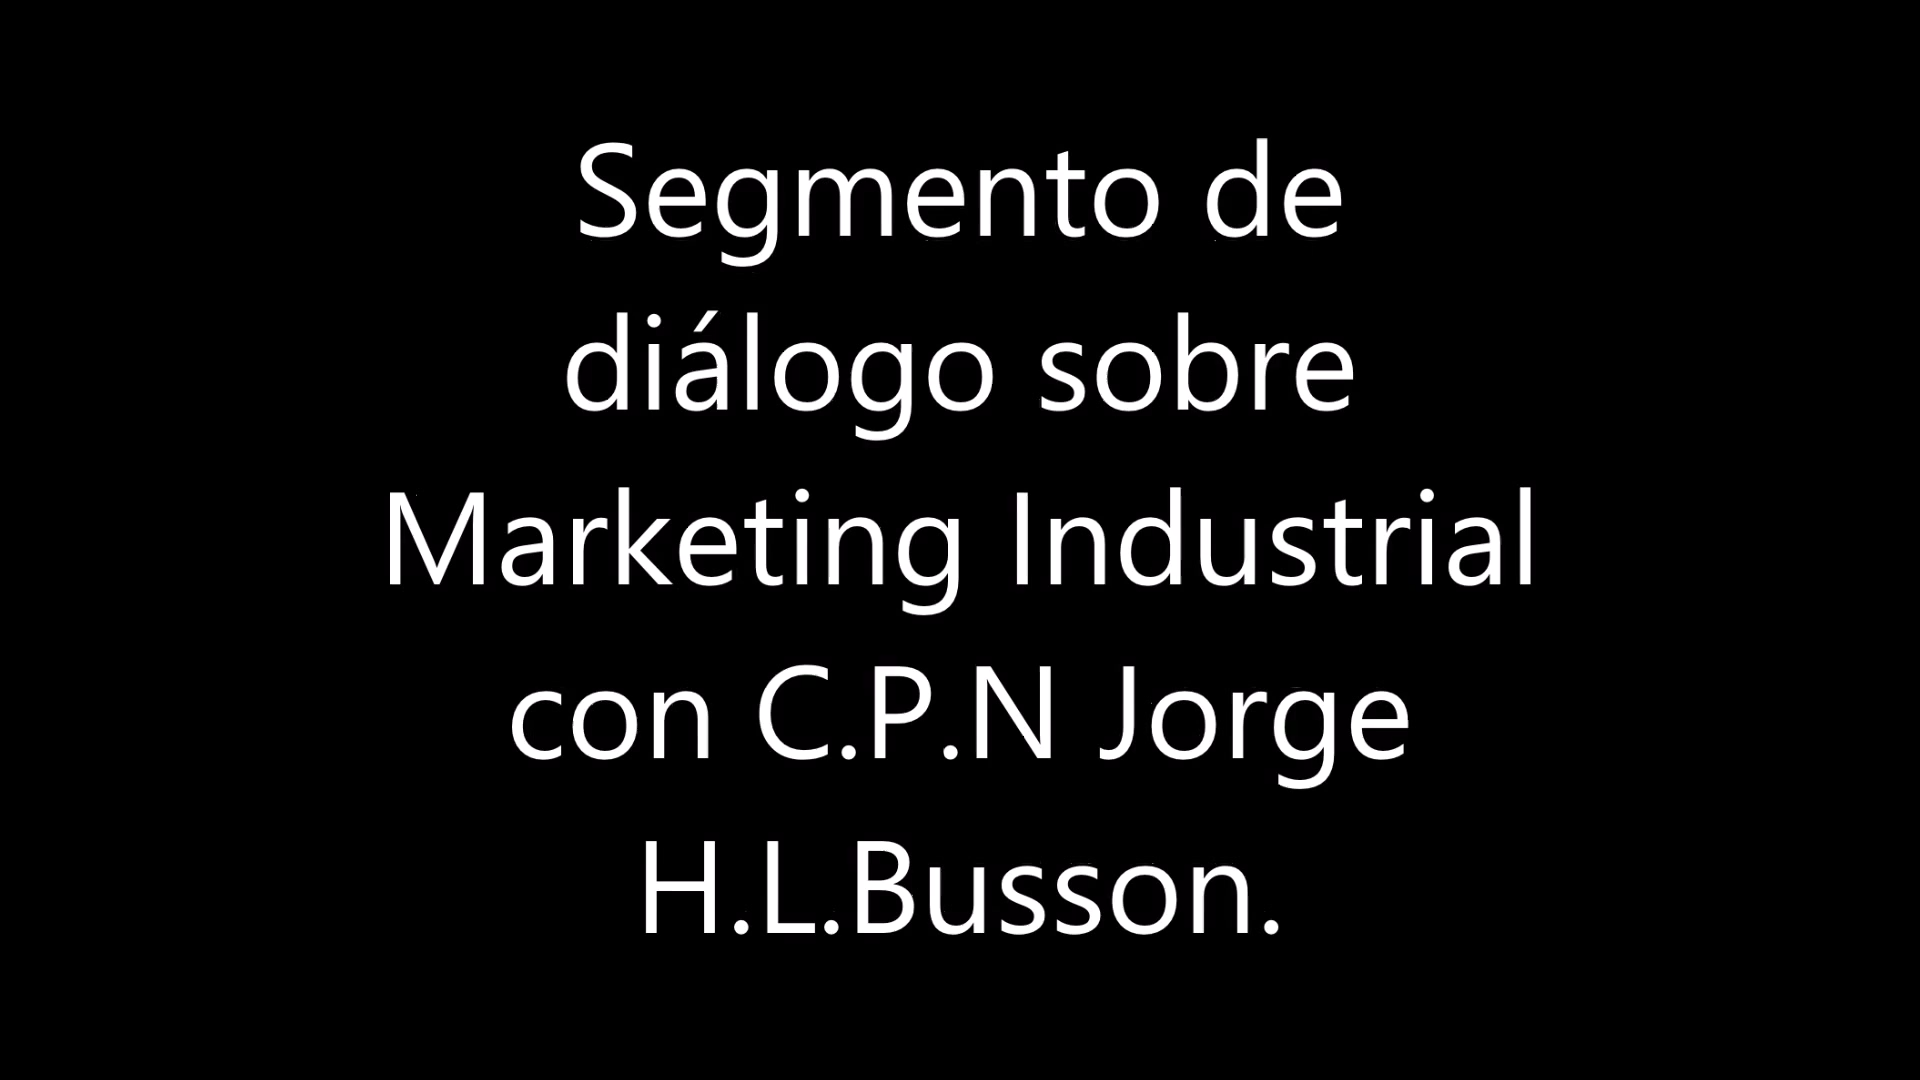 Segmento de
diálogo sobre
Marketing Industrial
con C.P.N Jorge
H.L.Busson.